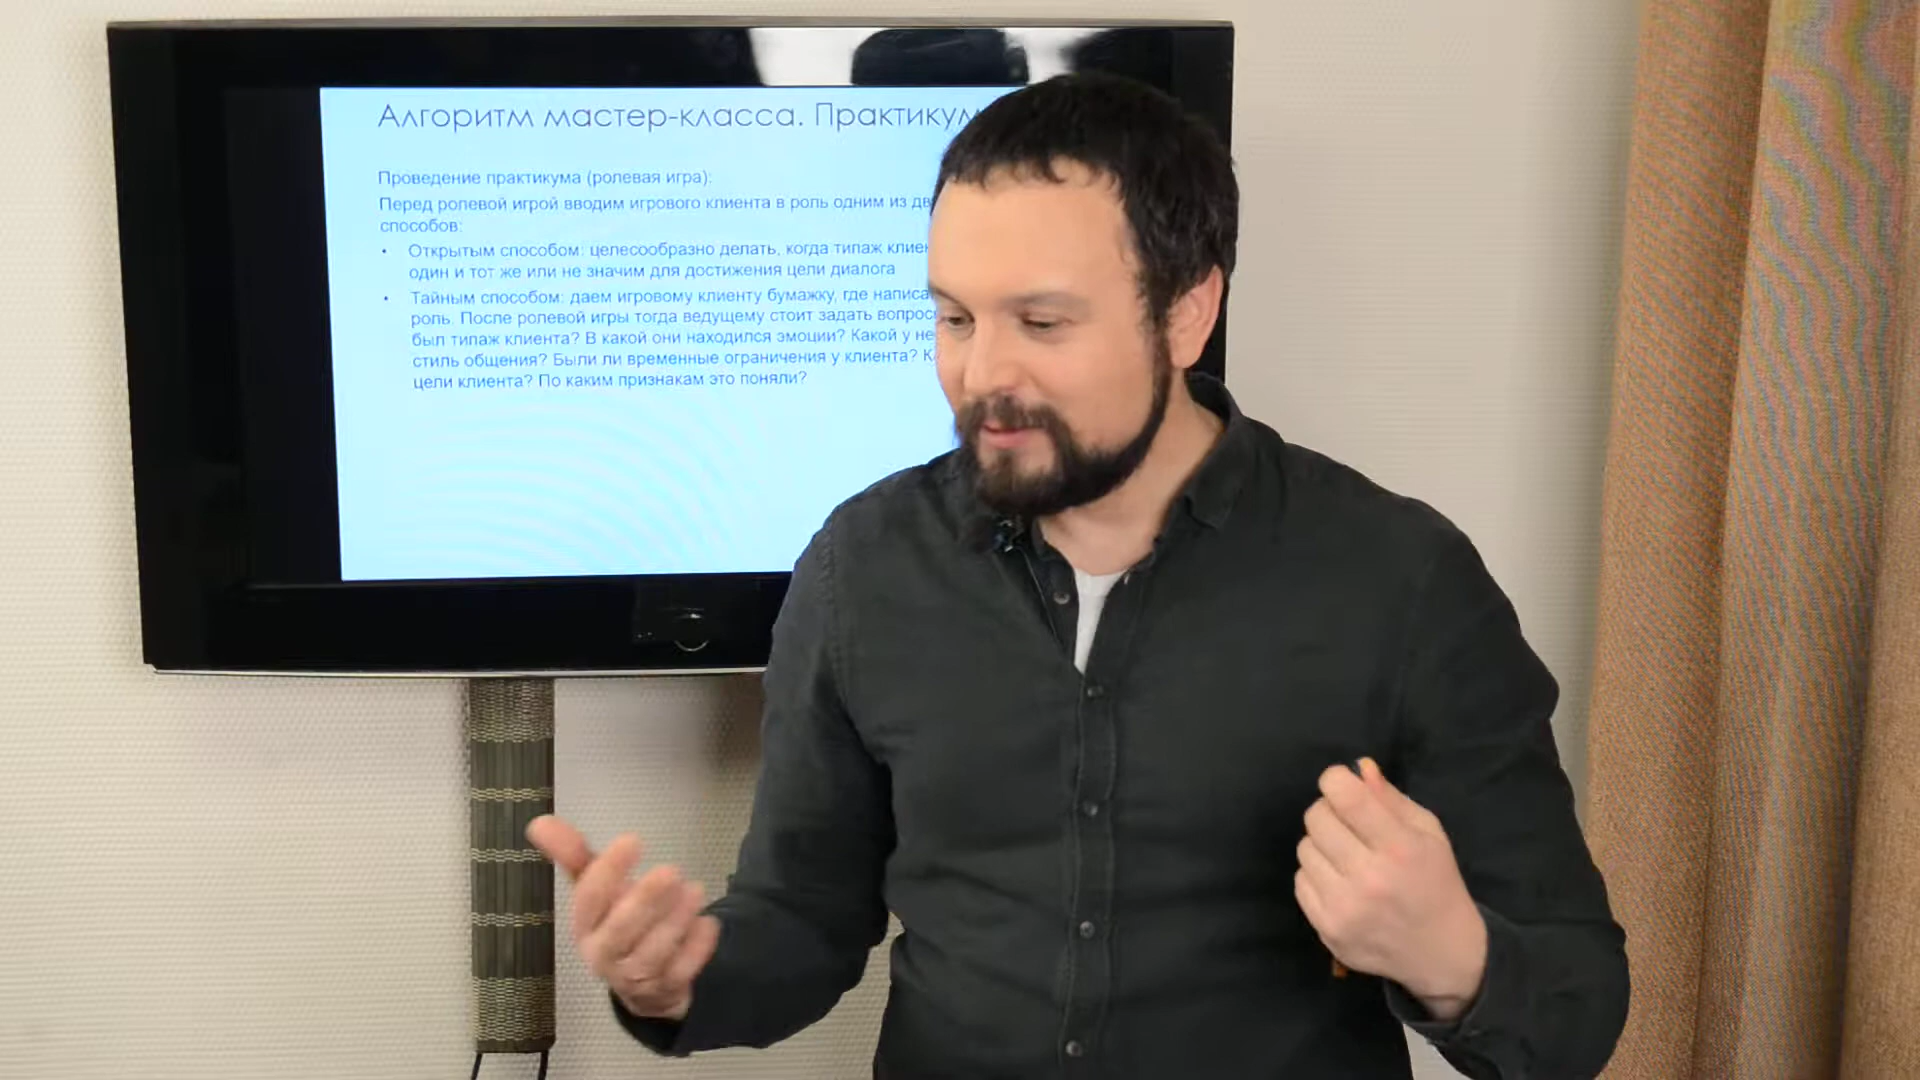 Алгоритм мастер-класса. Практикум
Проведение практикума (ролевая игра):
Перед ролевой игрой вводим игрового клиента в роль одним из
способов:
• Открытым способом: целесообразно делать, когда типаж
один и тот же или не значим для достижения цели диалога
• Тайным способом: даем игровому клиенту бумажку, где
роль. После ролевой игры тогда ведущему стоит задать
был типаж клиента? В какой они находился эмоции? Какой у
стиль общения? Были ли временные ограничения у клиента?
цели клиента? По каким признакам это поняли?